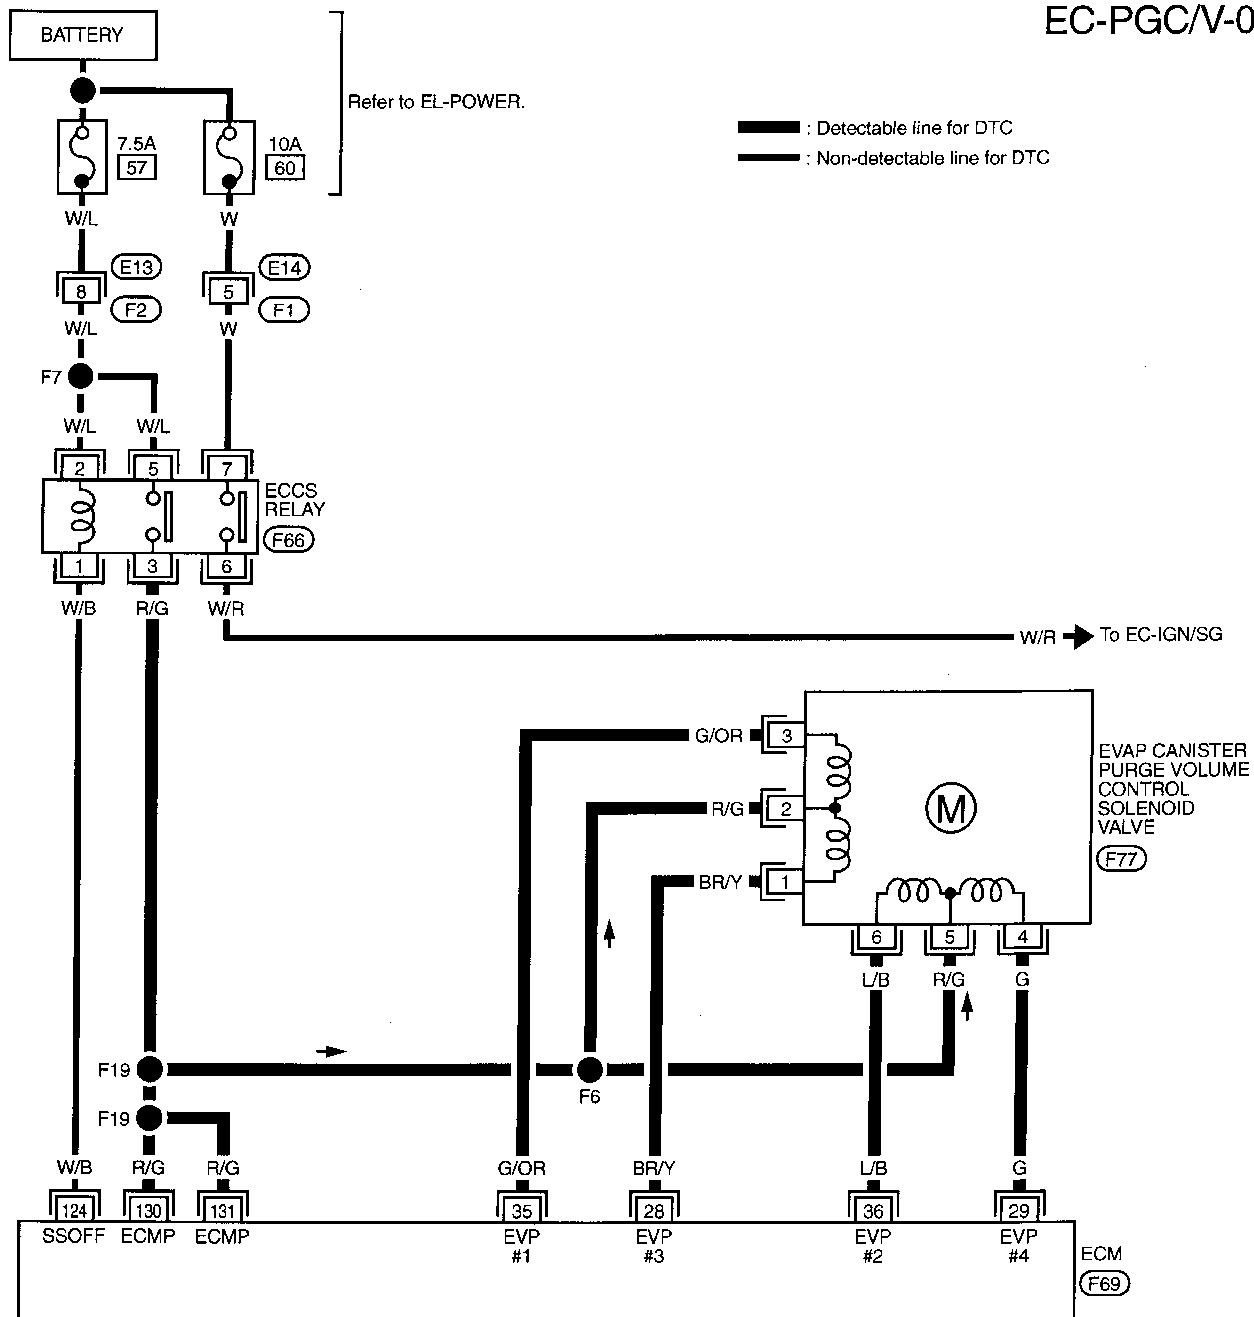 EC-PGC/V-0
BATTERY
Refer to EL-POWER.
: Detectable line for DTC
: Non-detectable line for DTC
7.5A
57
10A
60
W/L
W
E13
E14
8
5
F2
F1
W/L
W
F7
W/L
W/L
2
5
7
ECCS
RELAY
F66
1
3
6
W/B
R/G
W/R
W/R
To EC-IGN/SG
G/OR
3
R/G
2
BR/Y
1
M
EVAP CANISTER
PURGE VOLUME
CONTROL
SOLENOID
VALVE
F77
6
5
4
L/B
R/G
G
F19
F6
F19
W/B
R/G
R/G
G/OR
BR/Y
L/B
G
124
130
131
35
28
36
29
SSOFF
ECMP
ECMP
EVP
#1
EVP
#3
EVP
#2
EVP
#4
ECM
F69